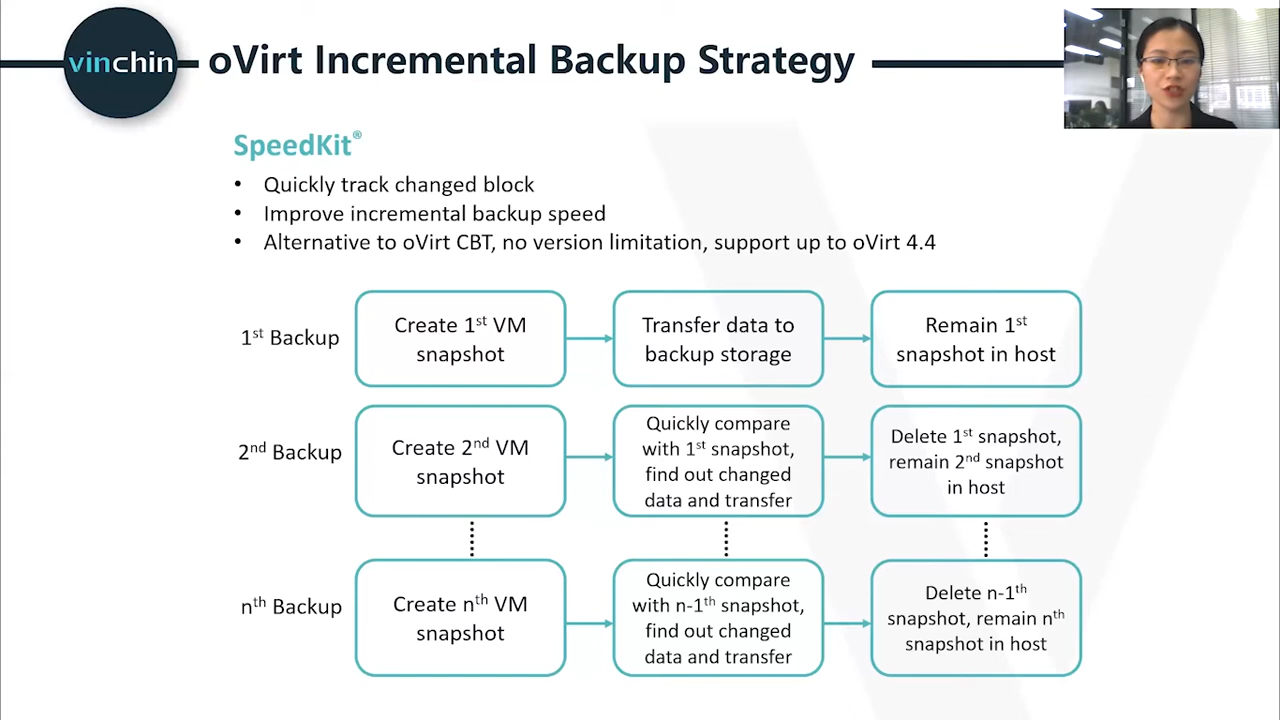 vinchin
oVirt Incremental Backup Strategy
SpeedKit®
• Quickly track changed block
• Improve incremental backup speed
• Alternative to oVirt CBT, no version limitation, support up to oVirt 4.4
1st Backup
Create 1st VM
snapshot
Transfer data to
backup storage
Remain 1st
snapshot in host
2nd Backup
Create 2nd VM
snapshot
Quickly compare
with 1st snapshot,
find out changed
data and transfer
Delete 1st snapshot,
remain 2nd snapshot
in host
nth Backup
Create nth VM
snapshot
Quickly compare
with n-1th snapshot,
find out changed
data and transfer
Delete n-1th
snapshot, remain nth
snapshot in host